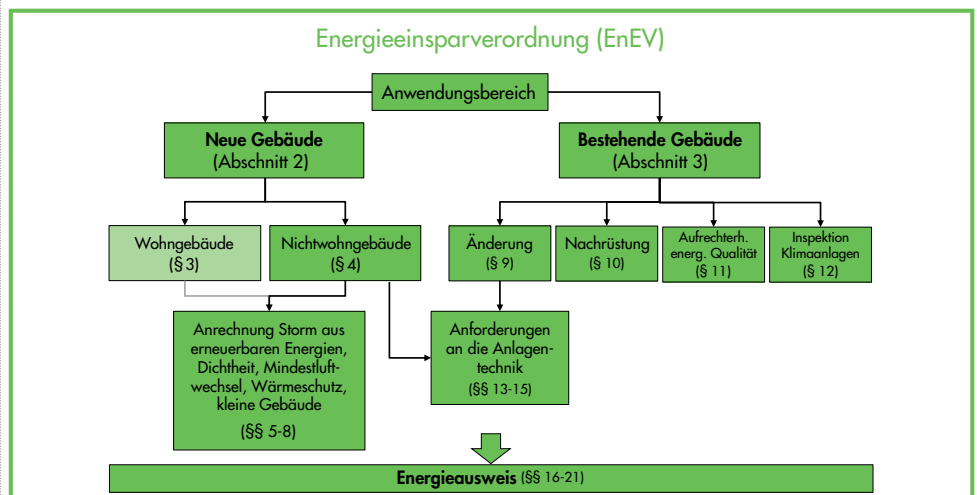 Energieeinsparverordnung (EnEV)
Anwendungsbereich
Neue Gebäude
(Abschnitt 2)
Bestehende Gebäude
(Abschnitt 3)
Wohngebäude
(§ 3)
Nichtwohngebäude
(§ 4)
Änderung
(§ 9)
Nachrüstung
(§ 10)
Aufrechterh.
energ. Qualität
(§ 11)
Inspektion
Klimaanlagen
(§ 12)
Anrechnung Storm aus
erneuerbaren Energien,
Dichtheit, Mindestluft-
wechsel, Wärmeschutz,
kleine Gebäude
(§§ 5-8)
Anforderungen
an die Anlagen-
technik
(§§ 13-15)
Energieausweis (§§ 16-21)